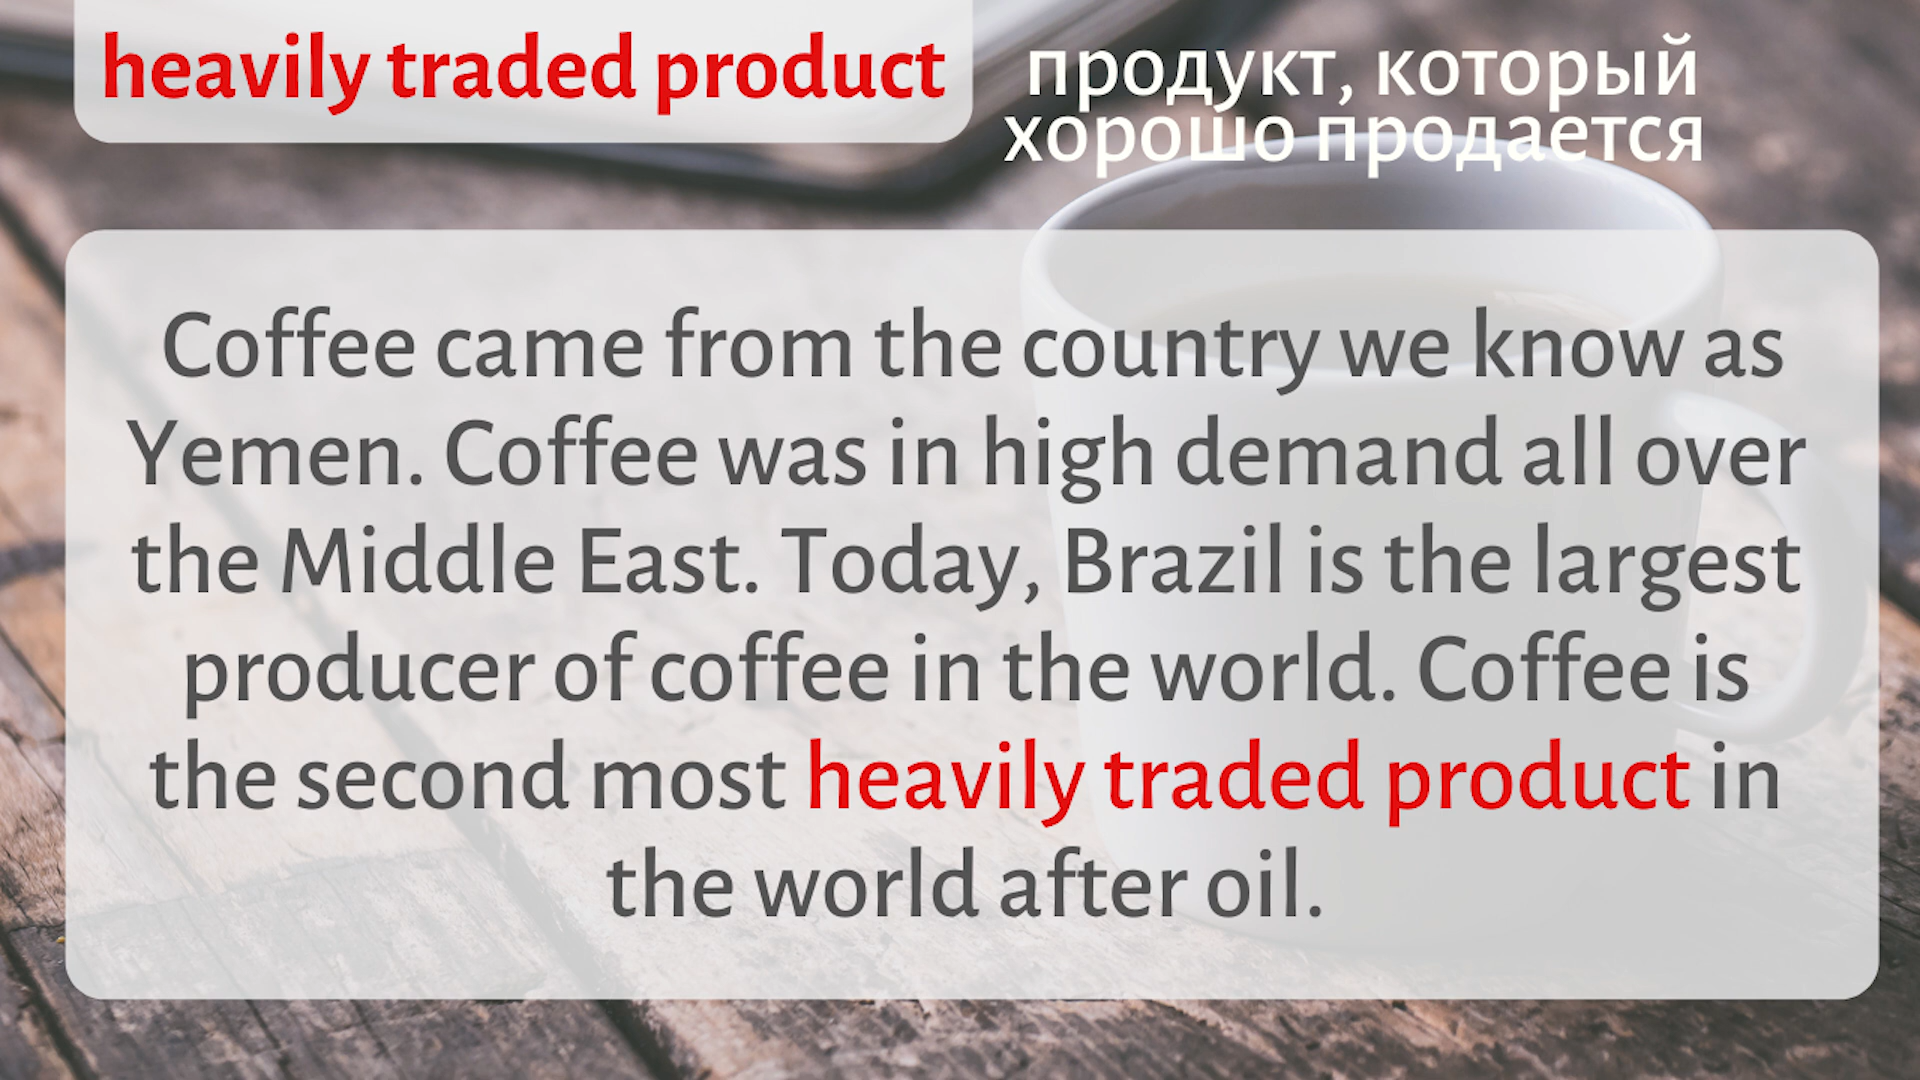 heavily traded product
продукт, который
хорошо продается
Coffee came from the country we know as
Yemen. Coffee was in high demand all over
the Middle East. Today, Brazil is the largest
producer of coffee in the world. Coffee is
the second most heavily traded product in
the world after oil.